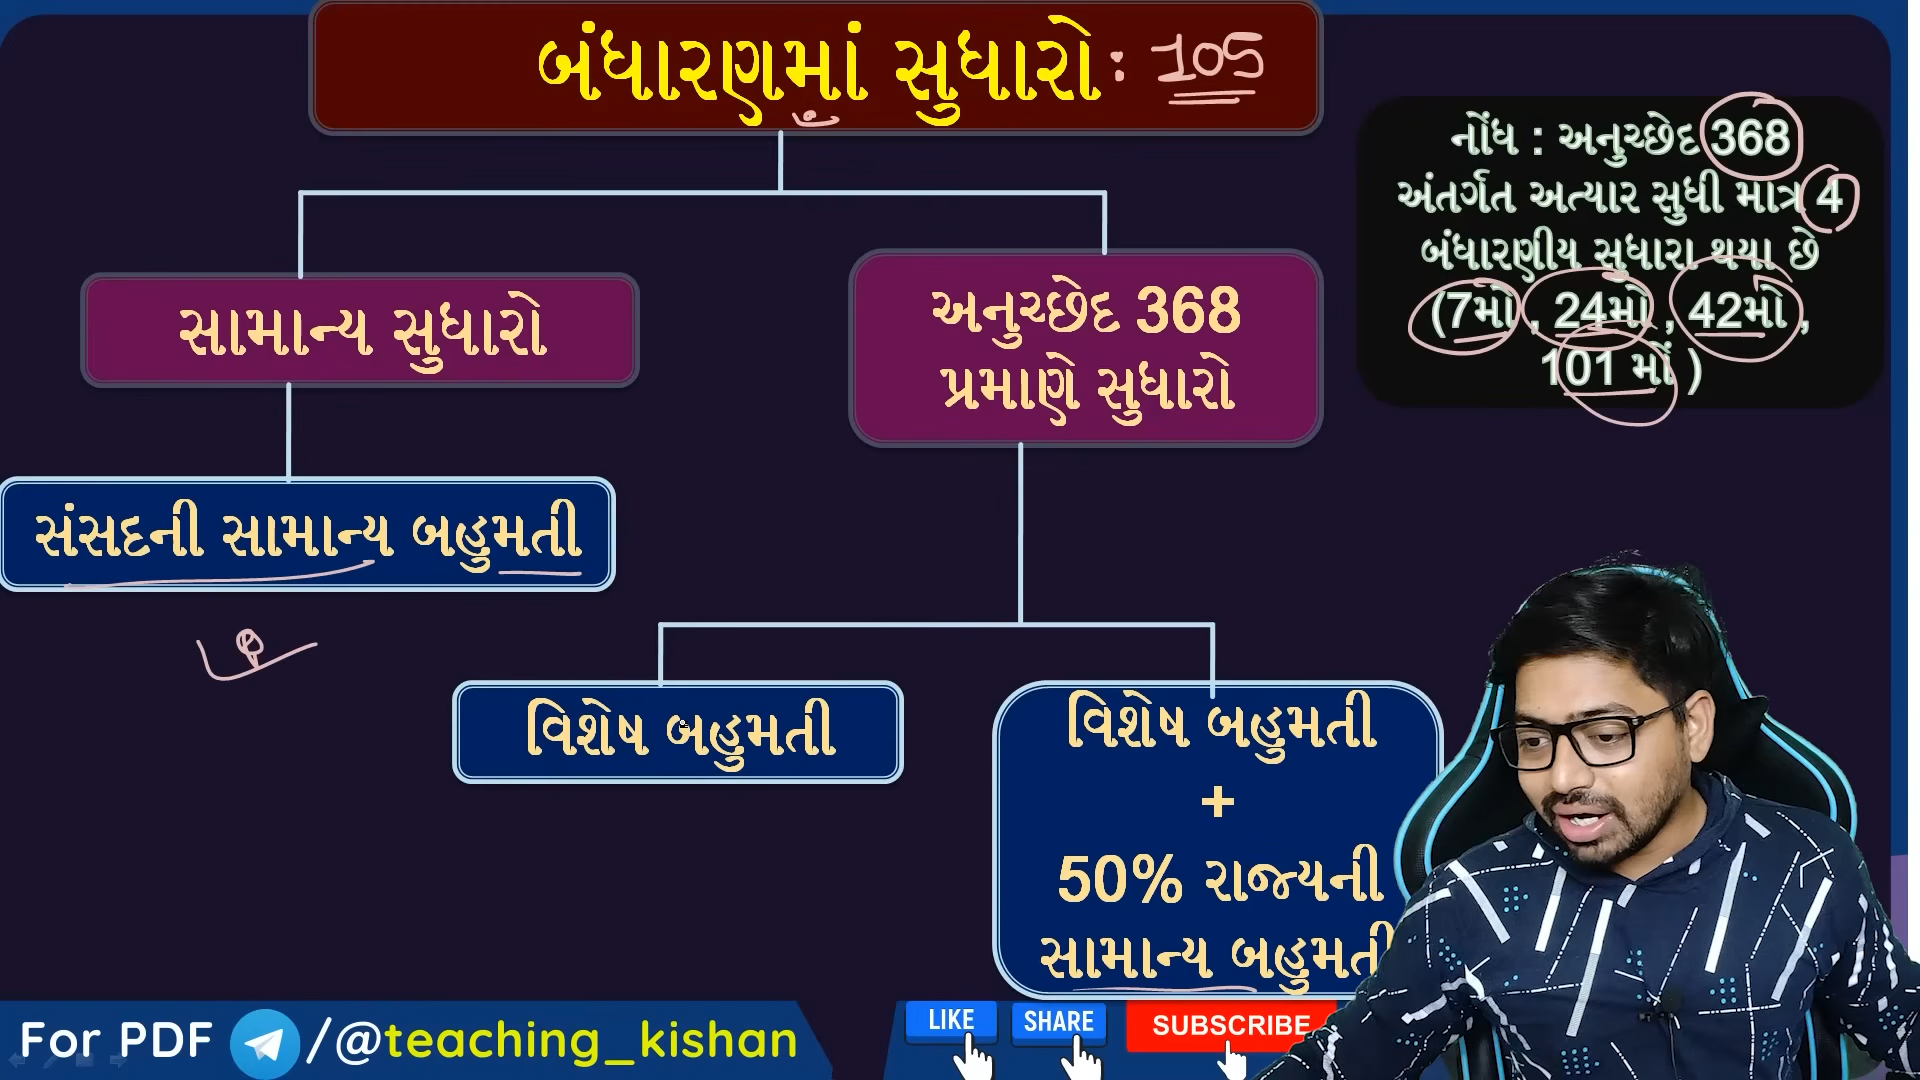 બંધારણમાં સુધારો : 105
નોંધ : અનુચ્છેદ 368
અંતર્ગત અત્યાર સુધી માત્ર 4
બંધારણીય સુધારા થયા છે
(7મો , 24મો , 42મો ,
101 મોં )
સામાન્ય સુધારો
અનુચ્છેદ 368
પ્રમાણે સુધારો
સંસદની સામાન્ય બહુમતી
વિશેષ બહુમતી
વિશેષ બહુમતી
+
50% રાજ્યની
સામાન્ય બહુમતી
For PDF /@teaching_kishan
LIKE
SHARE
SUBSCRIBE